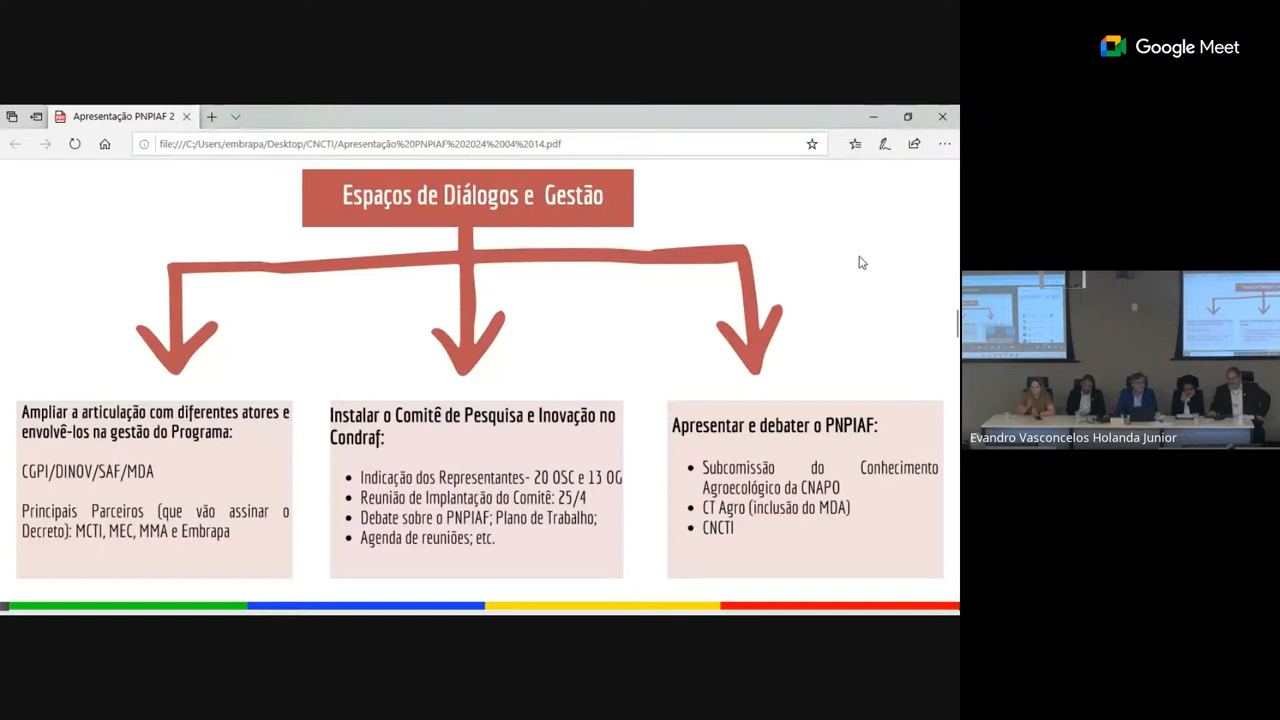 Google Meet
Apresentação PNPIAF 2
file:///C:/Users/embrapa/Desktop/CNCTI/Apresentação%20PNPIAF%202024%2004%2014.pdf
Espaços de Diálogos e Gestão
Ampliar a articulação com diferentes atores e
envolvê-los na gestão do Programa:
CGPI/DINOV/SAF/MDA
Principais Parceiros (que vão assinar o
Decreto): MCTI, MEC, MMA e Embrapa
Instalar o Comitê de Pesquisa e Inovação no
Condraf:
• Indicação dos Representantes- 20 OSC e 13 OG
• Reunião de Implantação do Comitê: 25/4
• Debate sobre o PNPIAF; Plano de Trabalho;
• Agenda de reuniões; etc.
Apresentar e debater o PNPIAF:
• Subcomissão do Conhecimento
Agroecológico da CNAPO
• CT Agro (inclusão do MDA)
• CNCTI
Evandro Vasconcelos Holanda Junior